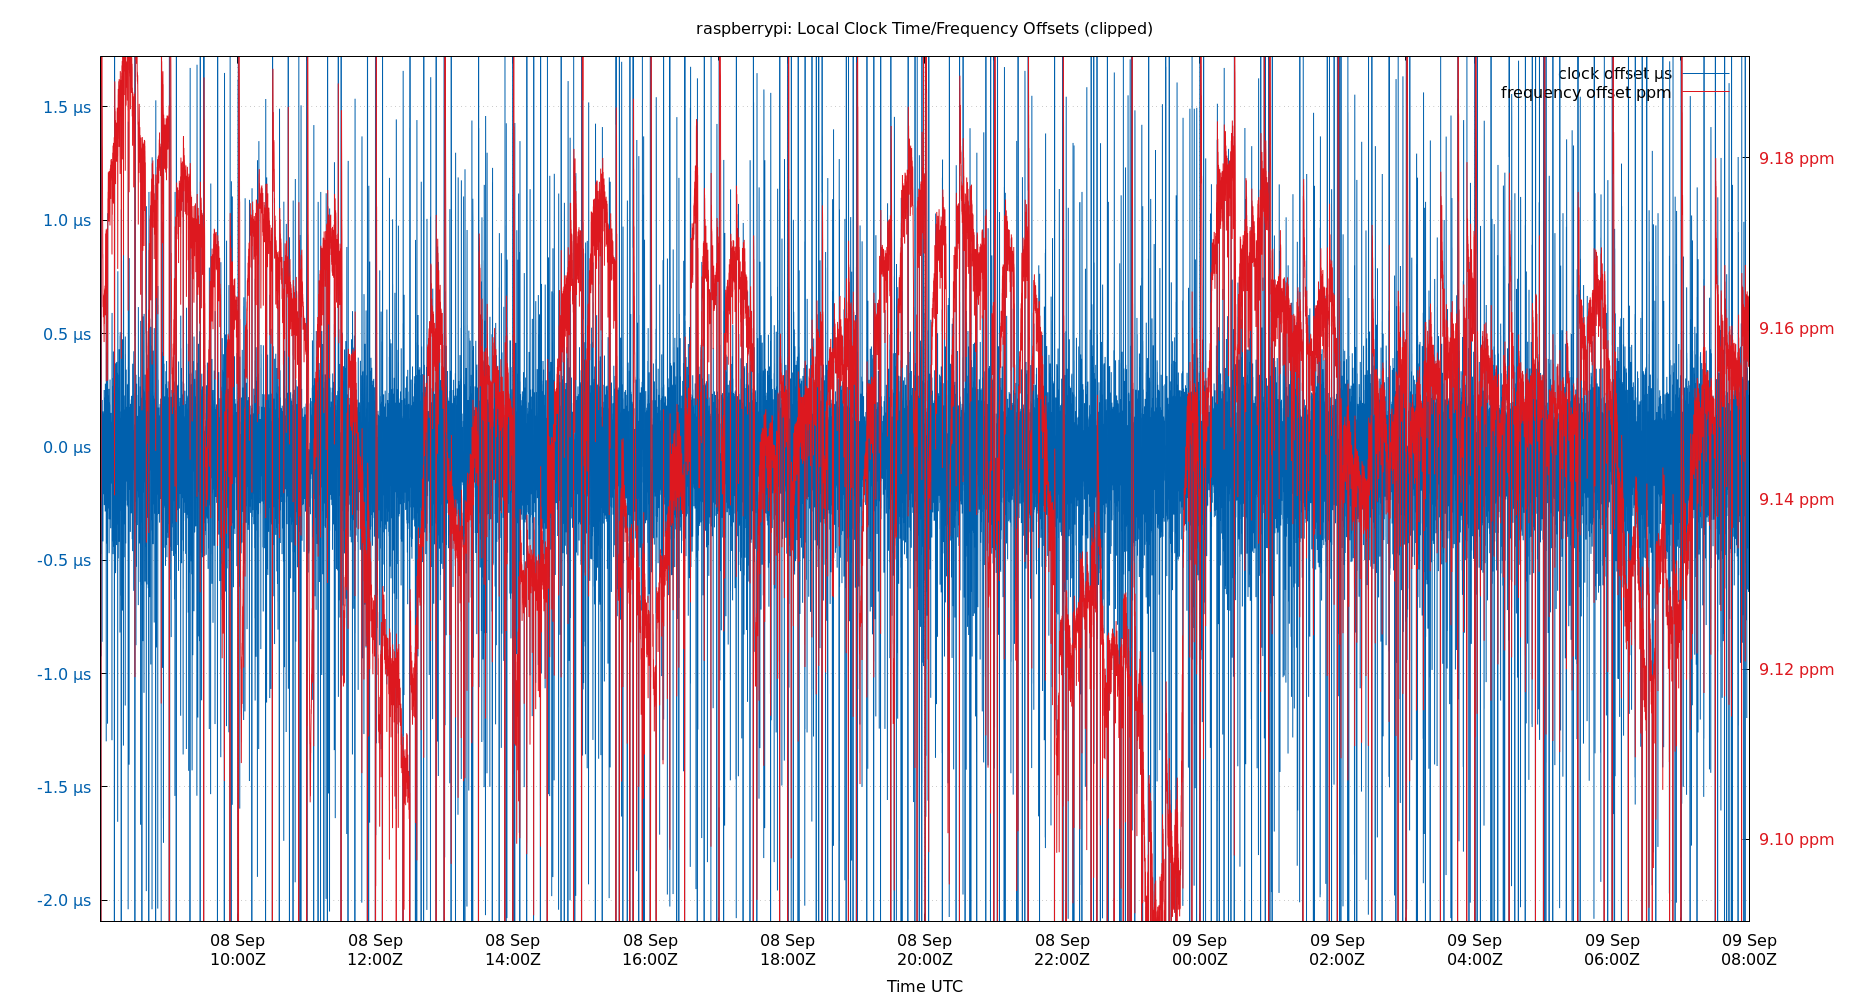 raspberrypi: Local Clock Time/Frequency Offsets (clipped)
clock offset µs
frequency offset ppm
1.5 µs
1.0 µs
0.5 µs
0.0 µs
-0.5 µs
-1.0 µs
-1.5 µs
-2.0 µs
9.18 ppm
9.16 ppm
9.14 ppm
9.12 ppm
9.10 ppm
08 Sep 08 Sep 08 Sep 08 Sep 08 Sep 08 Sep 08 Sep 09 Sep 09 Sep 09 Sep 09 Sep 09 Sep
10:00Z 12:00Z 14:00Z 16:00Z 18:00Z 20:00Z 22:00Z 00:00Z 02:00Z 04:00Z 06:00Z 08:00Z
Time UTC